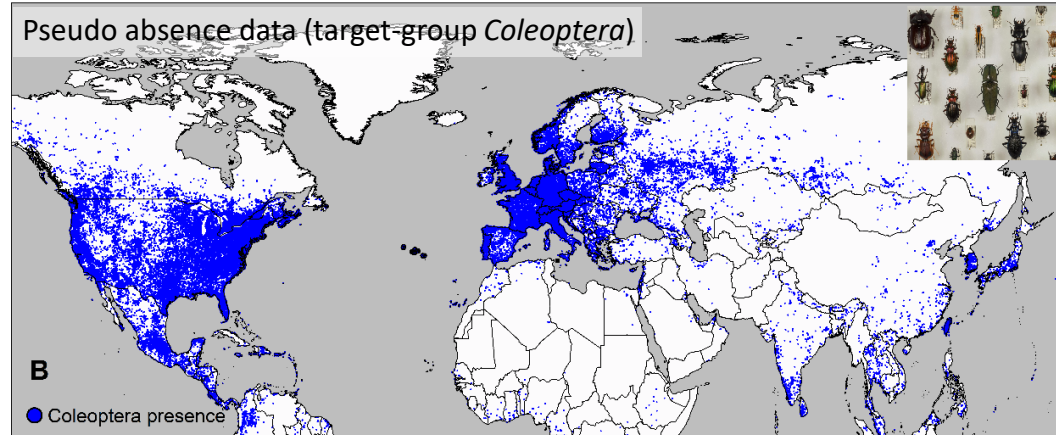 Pseudo absence data (target-group Coleoptera)
B
Coleoptera presence